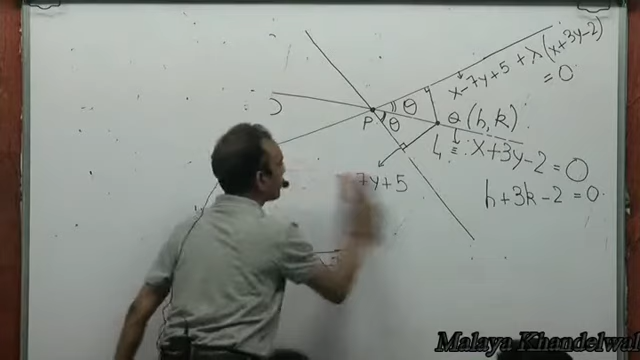 x-7y+5+λ(x+3y-2)
=0
θ
P
θ
Q(h,k)
L ≡ : x+3y-2=0
7y+5
h+3k-2=0
Malaya Khandelwal